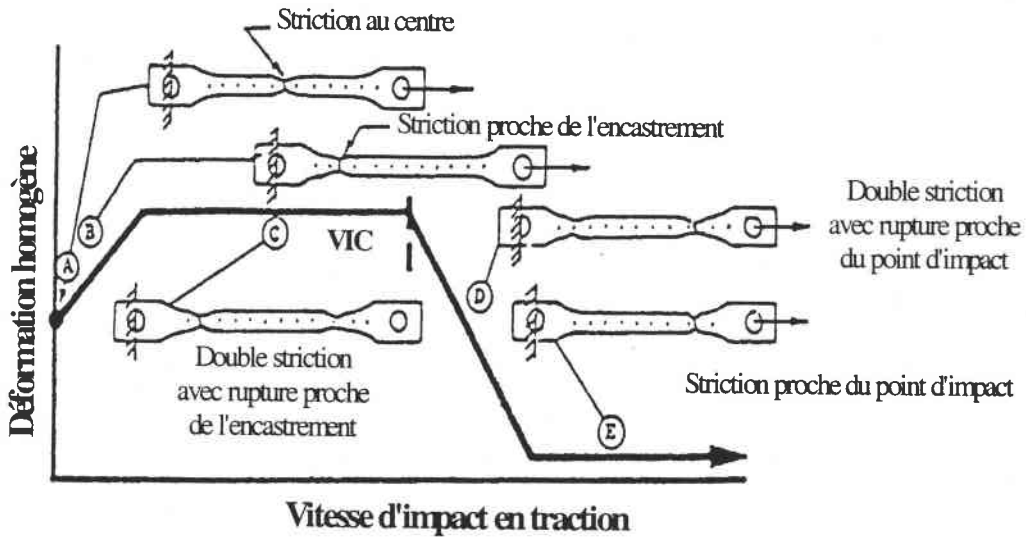 Striction au centre
Striction proche de l'encastrement
Déformation homogène
A
B
C
VIC
D
Double striction
avec rupture proche
du point d'impact
Double striction
avec rupture proche
de l'encastrement
Striction proche du point d'impact
E
Vitesse d'impact en traction